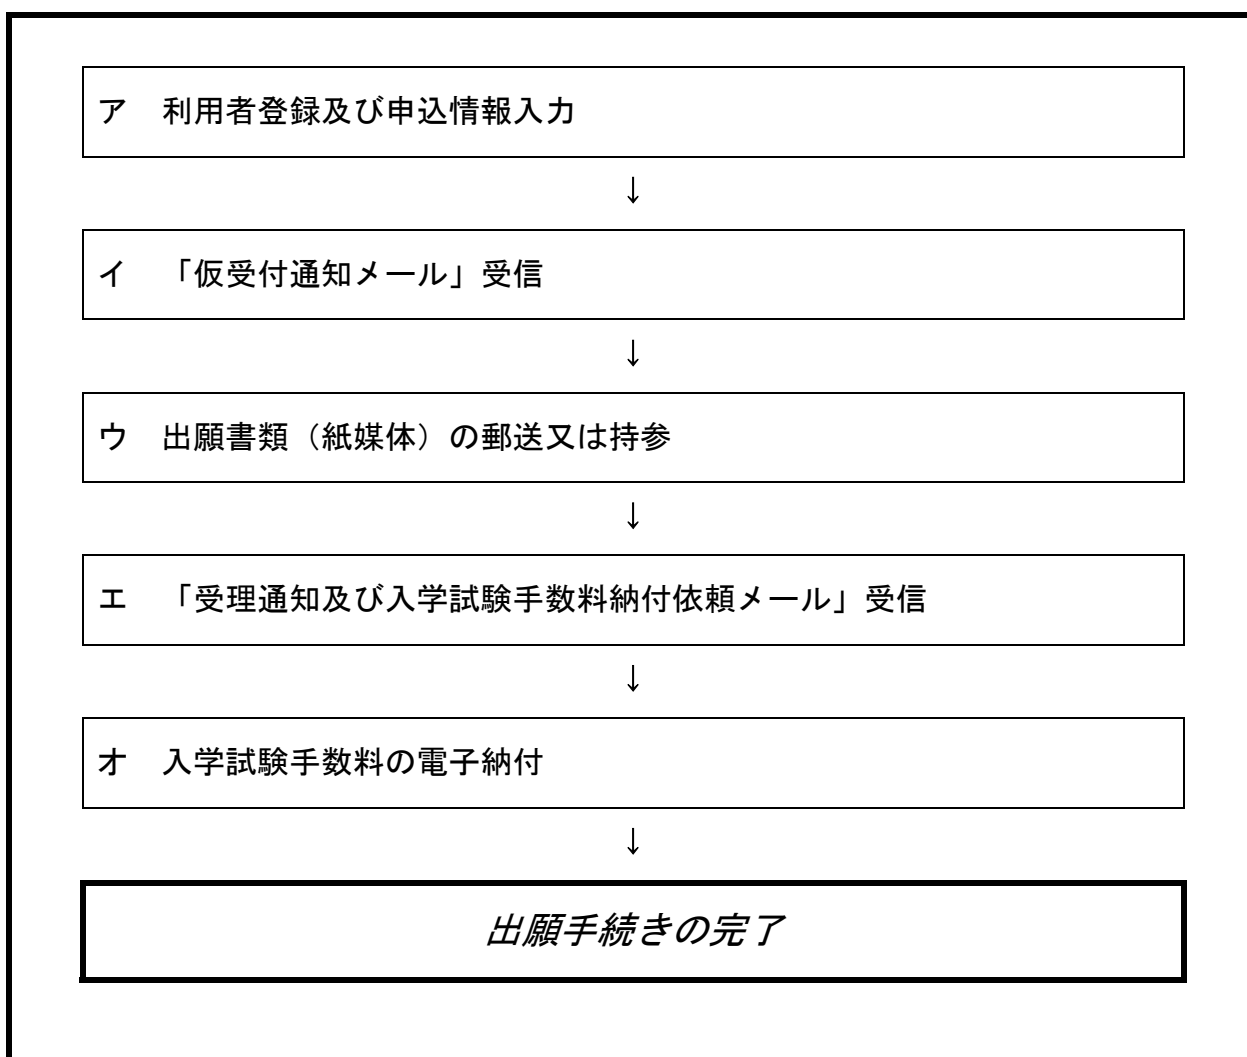 ア　利用者登録及び申込情報入力
↓
イ　「仮受付通知メール」受信
↓
ウ　出願書類（紙媒体）の郵送又は持参
↓
エ　「受理通知及び入学試験手数料納付依頼メール」受信
↓
オ　入学試験手数料の電子納付
↓
出願手続きの完了